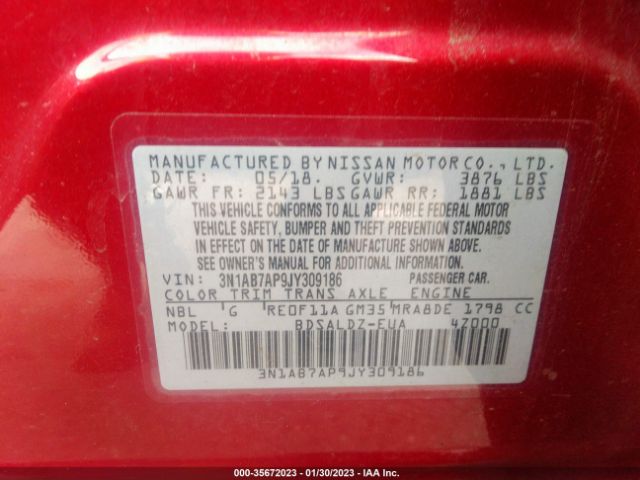 MANUFACTURED BY NISSAN MOTOR CO., LTD.
DATE: 05/18. GVWR: 3876 LBS
GAWR FR: 2143 LBS GAWR RR: 1881 LBS
THIS VEHICLE CONFORMS TO ALL APPLICABLE FEDERAL MOTOR
VEHICLE SAFETY, BUMPER AND THEFT PREVENTION STANDARDS
IN EFFECT ON THE DATE OF MANUFACTURE SHOWN ABOVE.
SEE OWNER'S MANUAL FOR ADDITIONAL INFORMATION.
VIN: 3N1AB7AP9JY309186 PASSENGER CAR.
COLOR TRIM TRANS AXLE ENGINE
NBL G RE0F11A GM35 MRA8DE 1798 CC
MODEL: BDSALDZ-EUA 4Z000
3N1AB7AP9JY309186
000-35672023 | 01/30/2023 | IAA Inc.